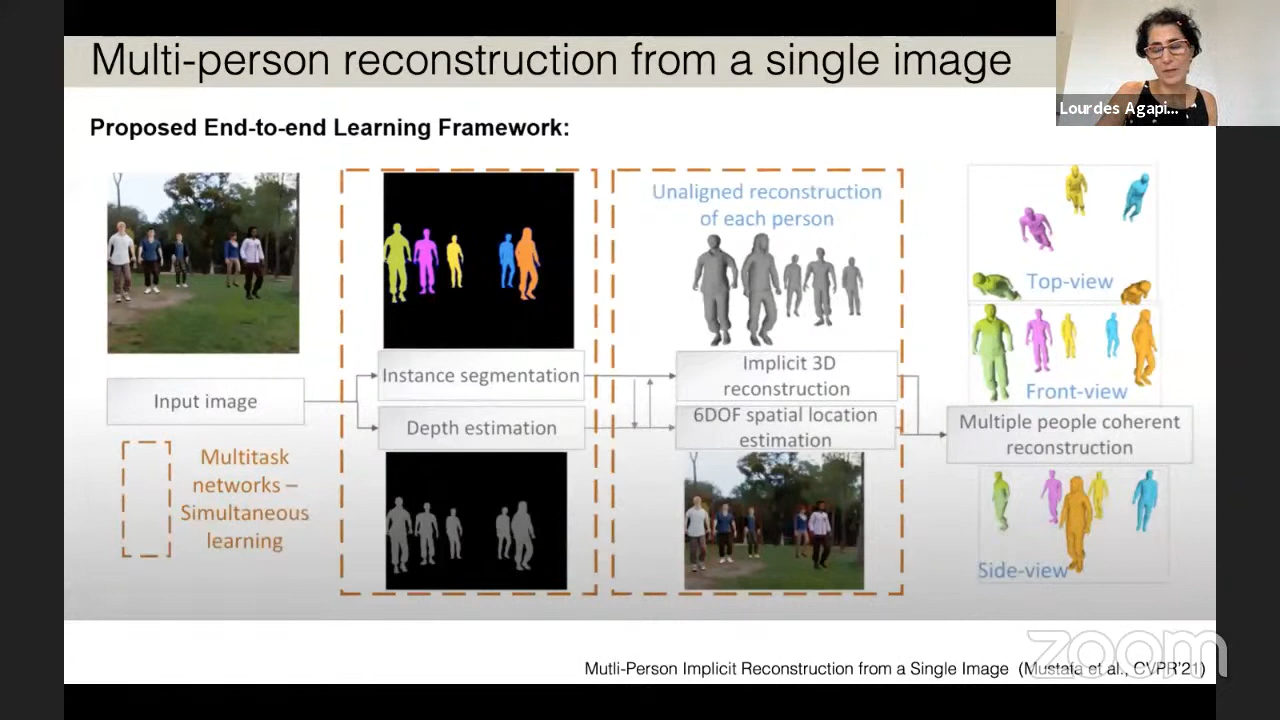 Multi-person reconstruction from a single image
Lourdes Agapi...
Proposed End-to-end Learning Framework:
Input image
Multitask
networks –
Simultaneous
learning
Instance segmentation
Depth estimation
Unaligned reconstruction
of each person
Implicit 3D
reconstruction
6DOF spatial location
estimation
Top-view
Front-view
Multiple people coherent
reconstruction
Side-view
Mutli-Person Implicit Reconstruction from a Single Image (Mustafa et al., CVPR'21)
zoom